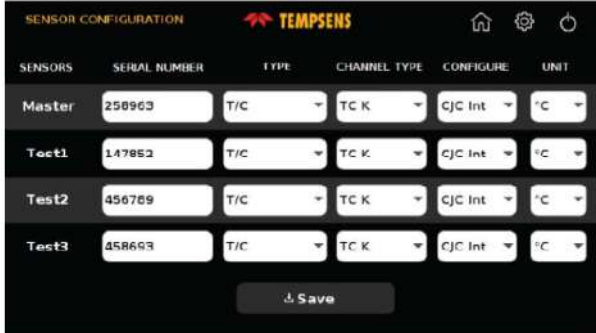 SENSOR CONFIGURATION TEMPSENS
SENSORS SERIAL NUMBER TYPE CHANNEL TYPE CONFIGURE UNIT
Master 258963 T/C TC K CJC Int °C
Test1 147852 T/C TC K CJC Int °C
Test2 456789 T/C TC K CJC Int °C
Test3 458693 T/C TC K CJC Int °C
Save